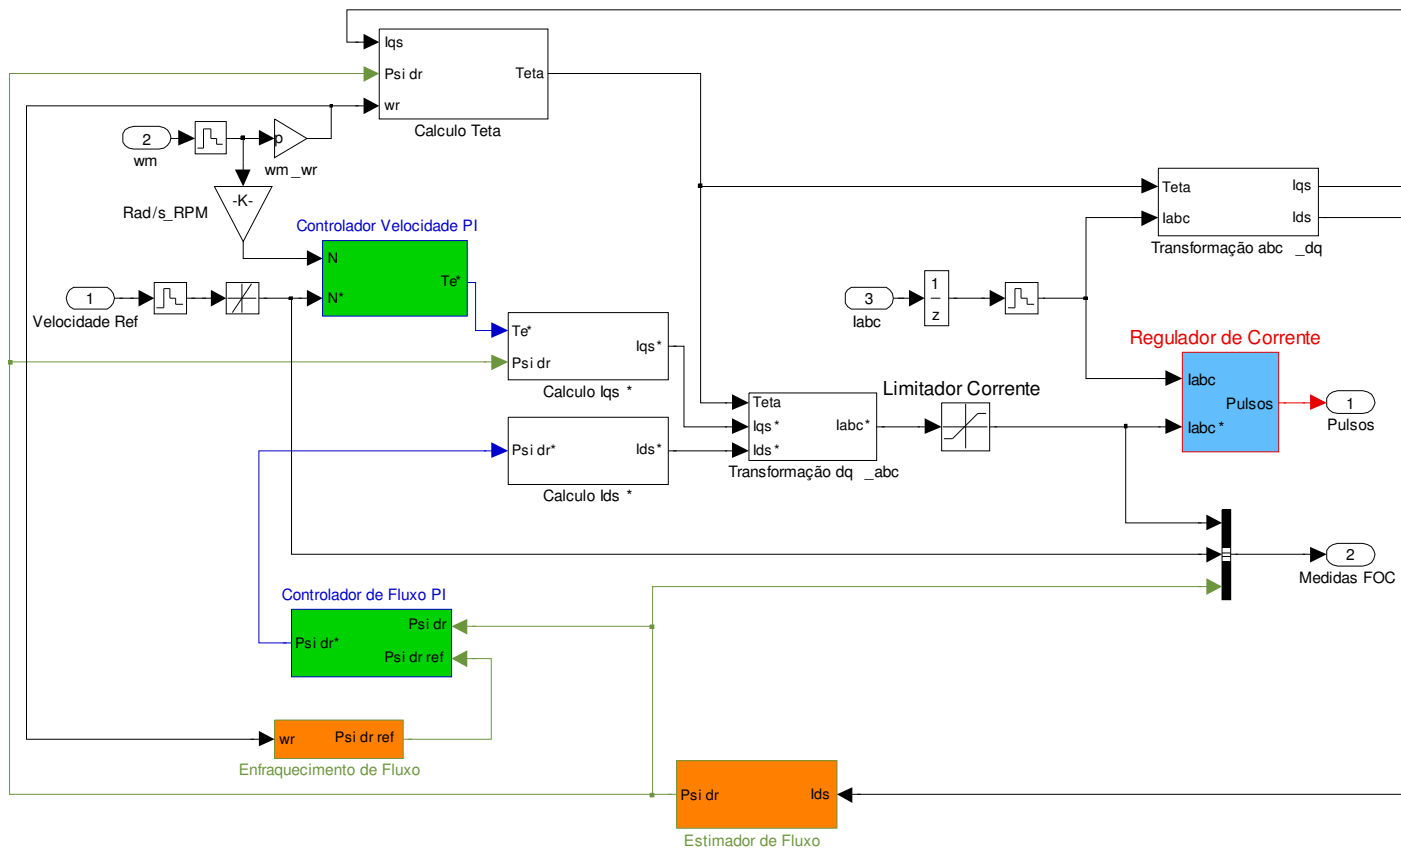 Iqs
Psi dr
wr
Teta
Calculo Teta
2
wm
p
wm_wr
-K-
Rad/s_RPM
Teta
Iabc
Iqs
Ids
Transformação abc _dq
Controlador Velocidade PI
N
N*
Te*
1
Velocidade Ref
3
Iabc
1
z
Te*
Psi dr
Iqs*
Calculo Iqs *
Regulador de Corrente
Iabc
Iabc *
Pulsos
1
Pulsos
Limitador Corrente
Teta
Iqs*
Ids*
Iabc*
Transformação dq _abc
Psi dr*
Ids*
Calculo Ids *
2
Medidas FOC
Controlador de Fluxo PI
Psi dr*
Psi dr
Psi dr ref
wr
Psi dr ref
Enfraquecimento de Fluxo
Psi dr
Ids
Estimador de Fluxo